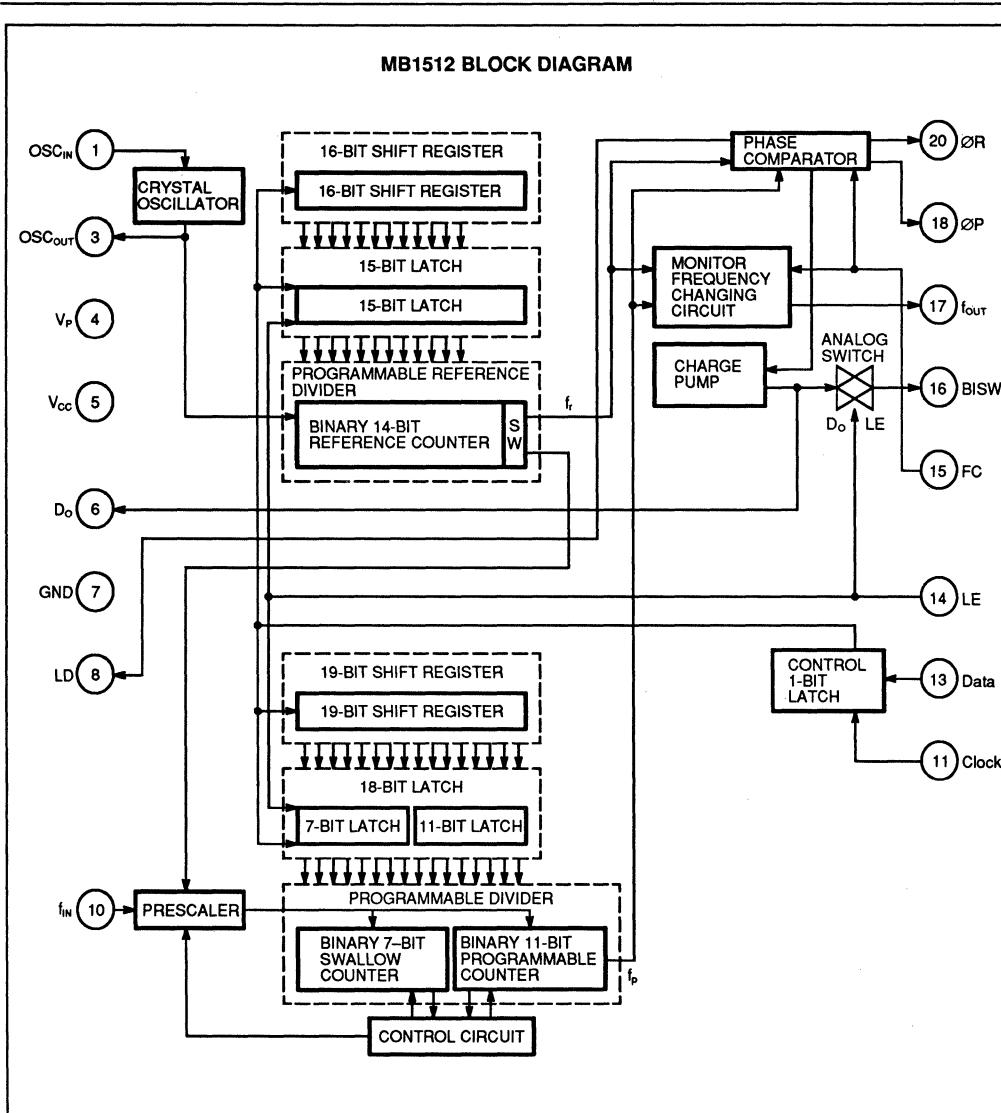 MB1512 BLOCK DIAGRAM
OSCIN 1
CRYSTAL
OSCILLATOR
OSCOUT 3
VP 4
VCC 5
DO 6
GND 7
LD 8
fIN 10
PRESCALER
16-BIT SHIFT REGISTER
16-BIT SHIFT REGISTER
15-BIT LATCH
15-BIT LATCH
PROGRAMMABLE REFERENCE
DIVIDER
BINARY 14-BIT
REFERENCE COUNTER
S
W
fr
19-BIT SHIFT REGISTER
19-BIT SHIFT REGISTER
18-BIT LATCH
7-BIT LATCH
11-BIT LATCH
PROGRAMMABLE DIVIDER
BINARY 7–BIT
SWALLOW
COUNTER
BINARY 11-BIT
PROGRAMMABLE
COUNTER
fp
CONTROL CIRCUIT
PHASE
COMPARATOR
MONITOR
FREQUENCY
CHANGING
CIRCUIT
CHARGE
PUMP
ANALOG
SWITCH
DO LE
20 ØR
18 ØP
17 fOUT
16 BISW
15 FC
14 LE
CONTROL
1-BIT
LATCH
13 Data
11 Clock